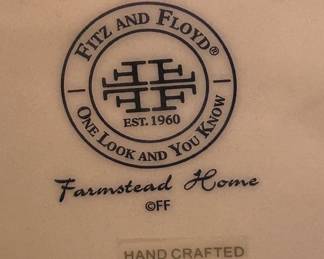 FITZ AND FLOYD®
EST. 1960
ONE LOOK AND YOU KNOW
Farmstead Home
©FF
HAND CRAFTED